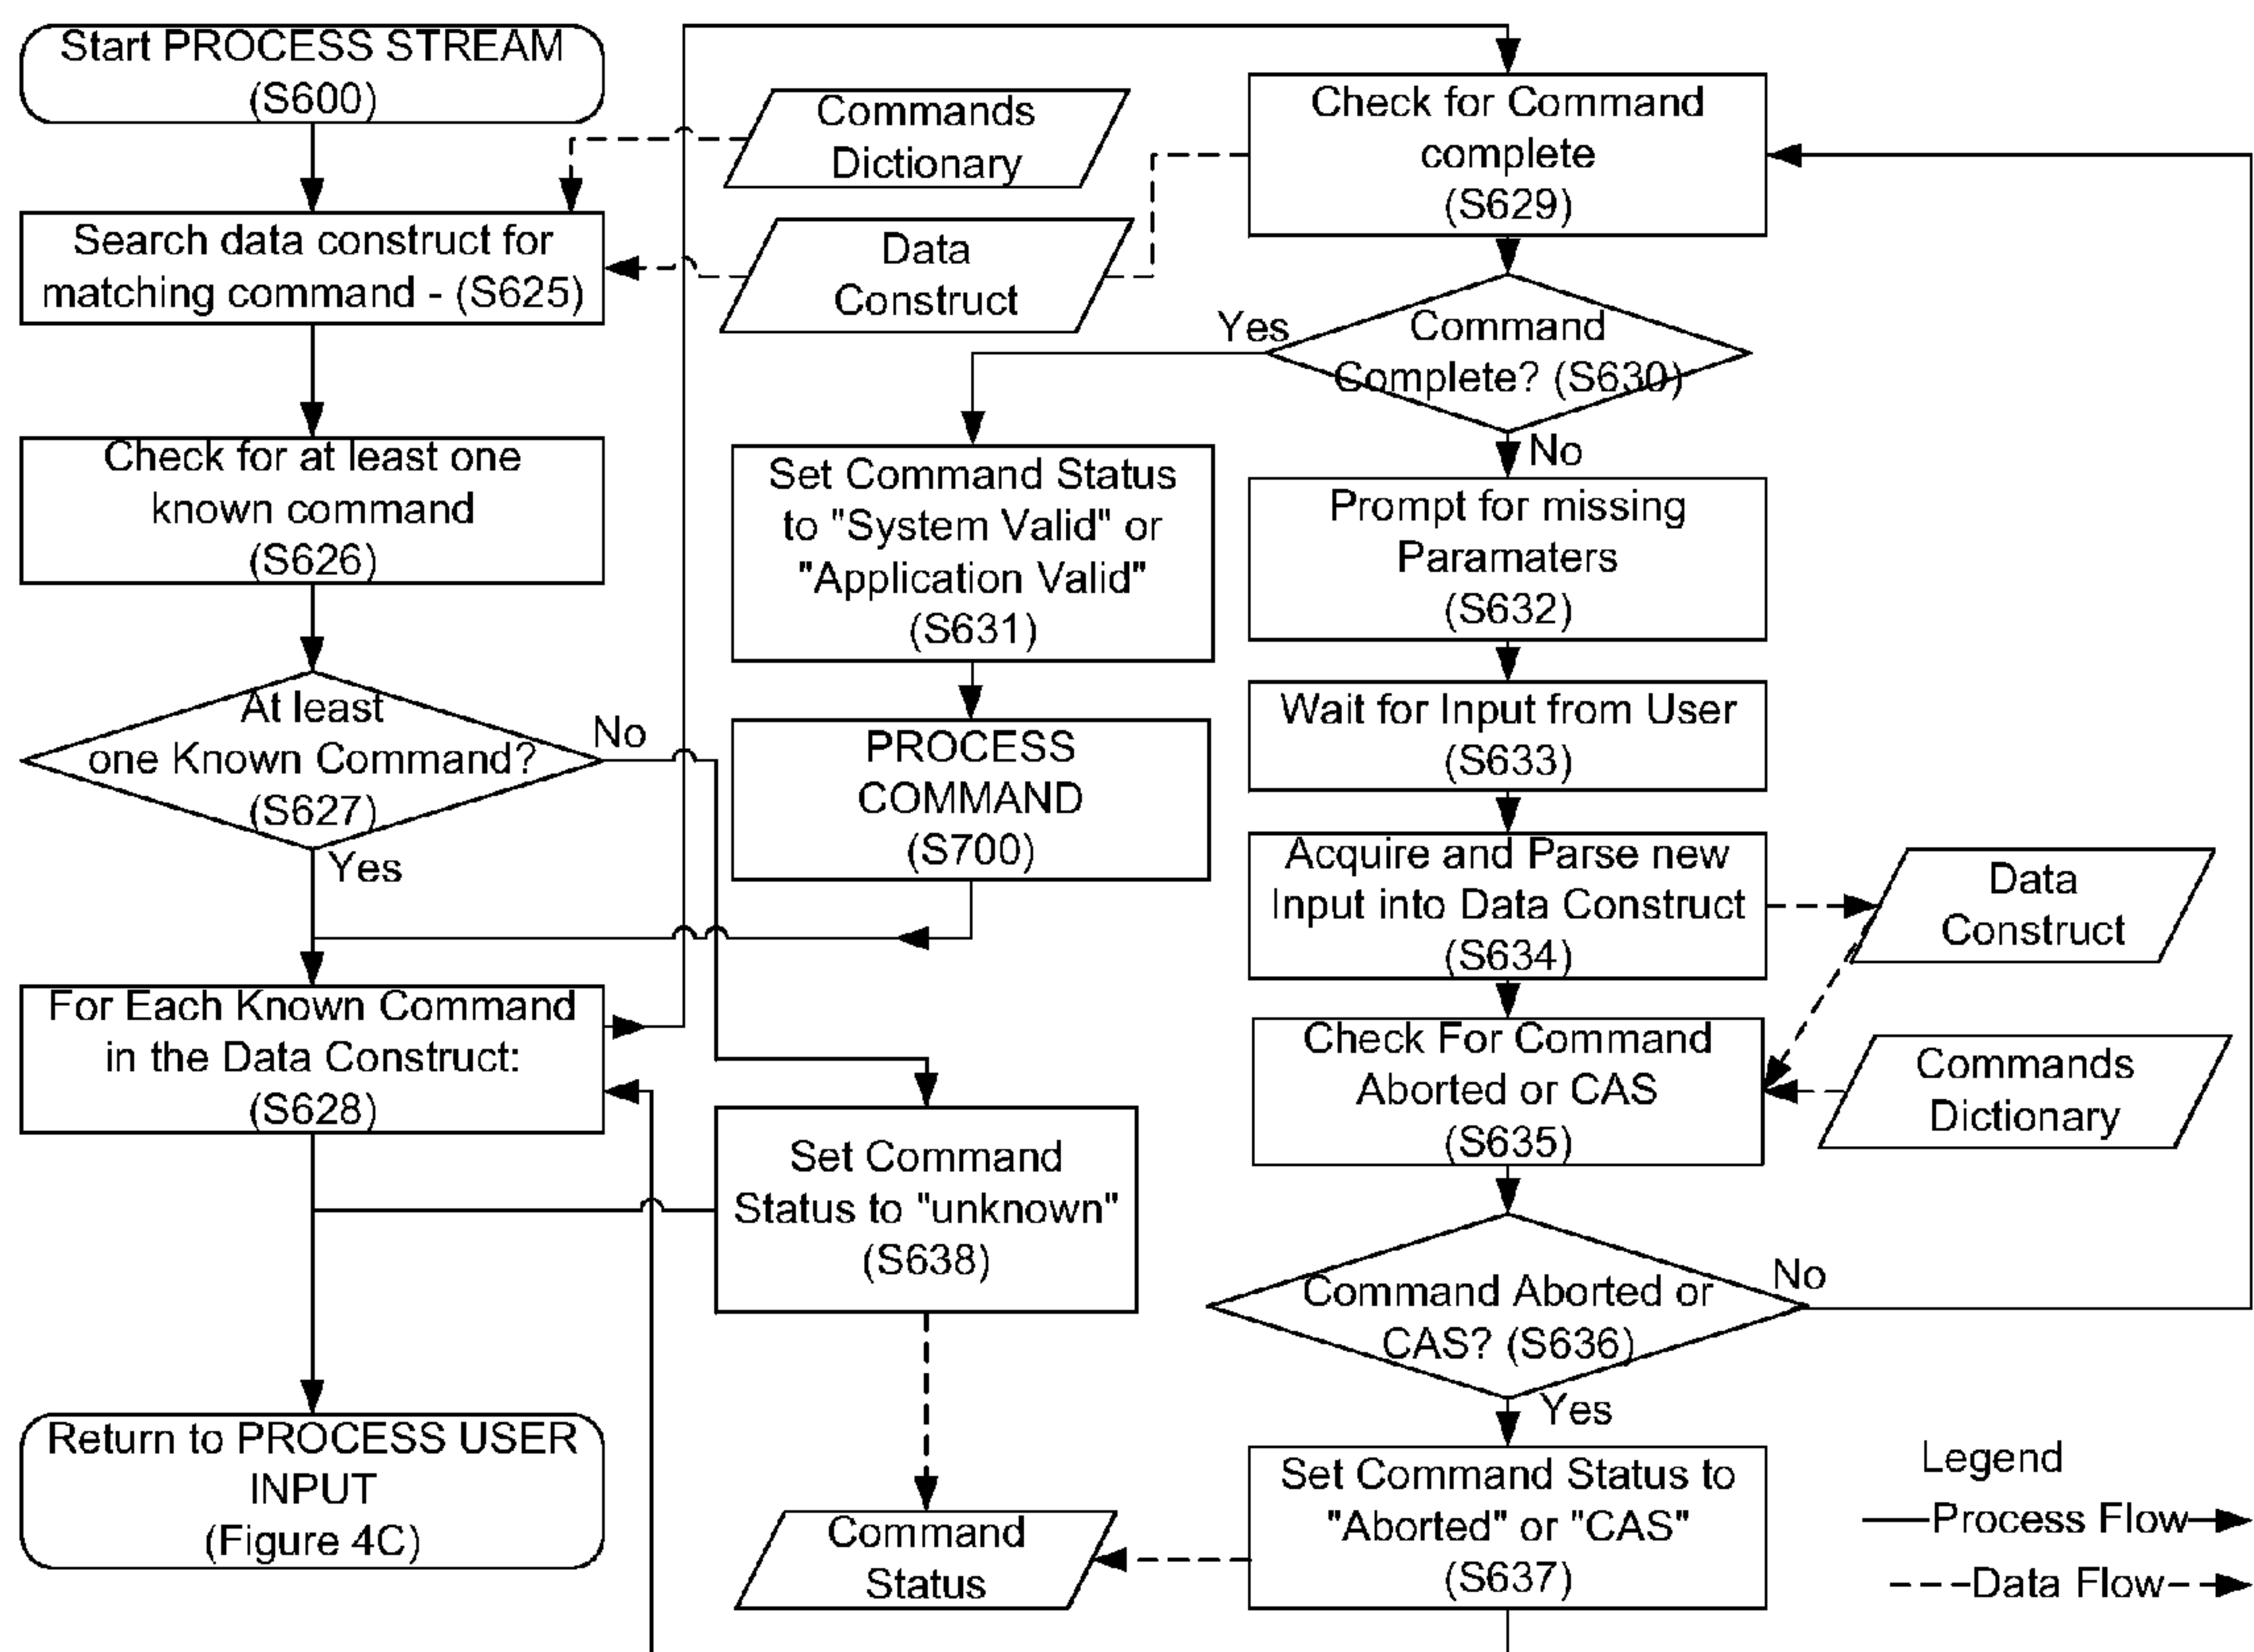 Start PROCESS STREAM
(S600)
Search data construct for
matching command - (S625)
Check for at least one
known command
(S626)
At least
one Known Command?
(S627)
No
Yes
For Each Known Command
in the Data Construct:
(S628)
Return to PROCESS USER
INPUT
(Figure 4C)
Commands
Dictionary
Data
Construct
Set Command Status
to "System Valid" or
"Application Valid"
(S631)
PROCESS
COMMAND
(S700)
Set Command
Status to "unknown"
(S638)
Command
Status
Check for Command
complete
(S629)
Yes
Command
Complete? (S630)
No
Prompt for missing
Paramaters
(S632)
Wait for Input from User
(S633)
Acquire and Parse new
Input into Data Construct
(S634)
Check For Command
Aborted or CAS
(S635)
Command Aborted or
CAS? (S636)
No
Yes
Set Command Status to
"Aborted" or "CAS"
(S637)
Data
Construct
Commands
Dictionary
Legend
Process Flow
Data Flow